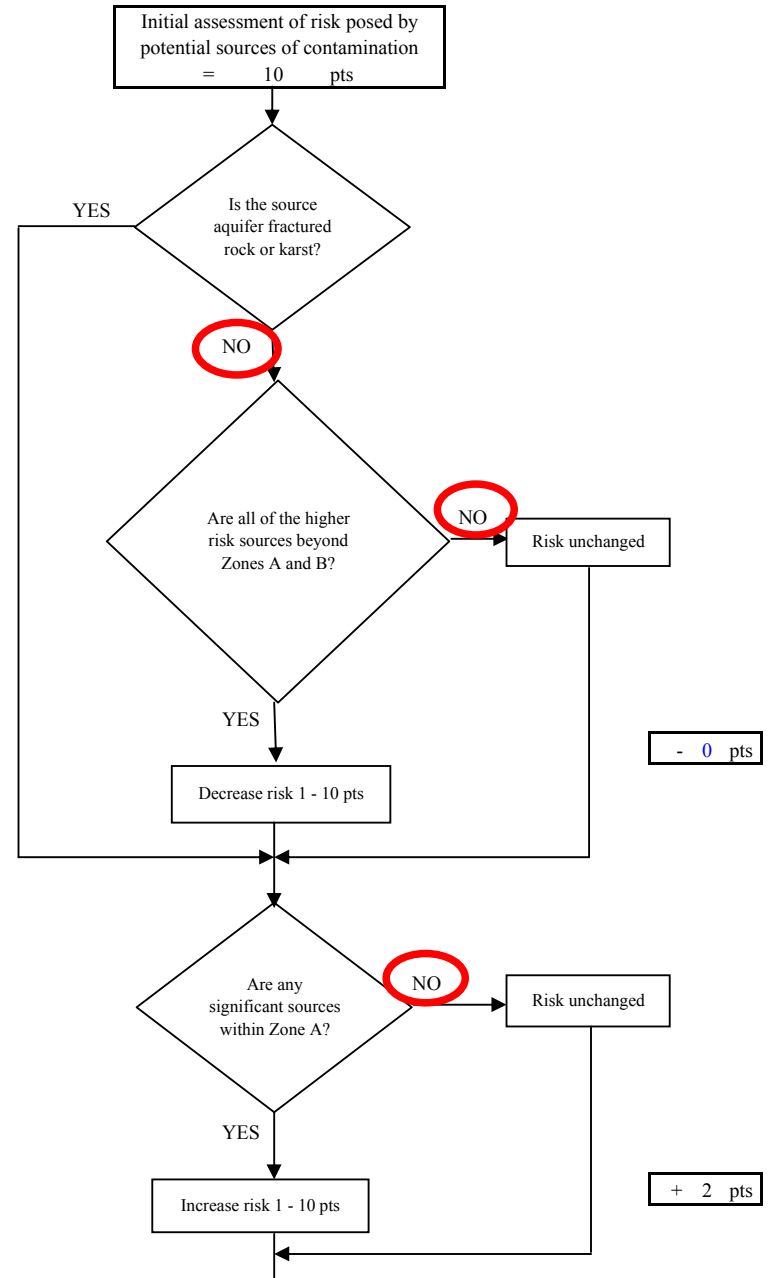 Initial assessment of risk posed by
potential sources of contamination
= 10 pts
Is the source
aquifer fractured
rock or karst?
YES
NO
Are all of the higher
risk sources beyond
Zones A and B?
NO
Risk unchanged
YES
- 0 pts
Decrease risk 1 - 10 pts
Are any
significant sources
within Zone A?
NO
Risk unchanged
YES
+ 2 pts
Increase risk 1 - 10 pts